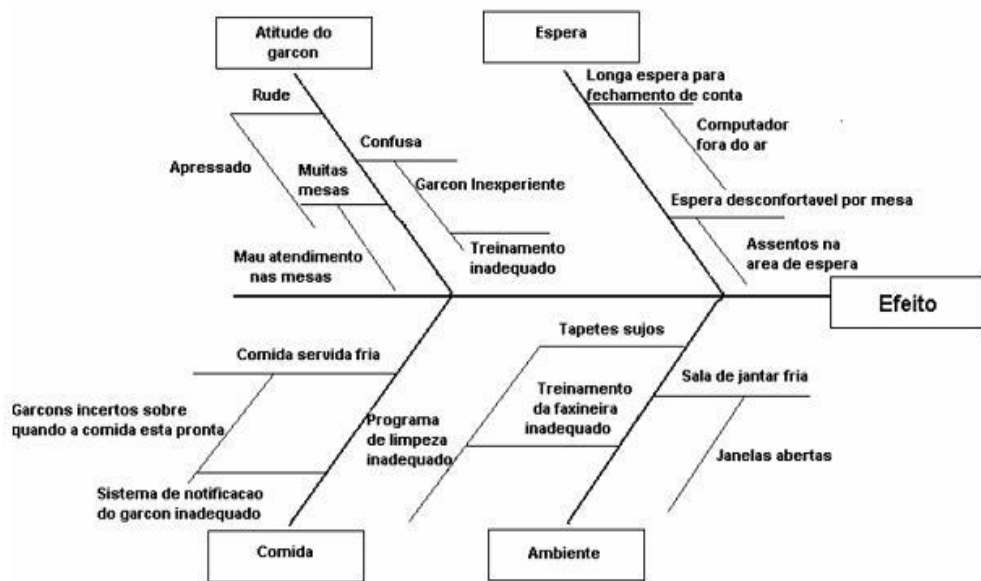 Atitude do
garcon
Espera
Rude
Confusa
Apressado
Muitas
mesas
Garcon Inexperiente
Mau atendimento
nas mesas
Treinamento
inadequado
Longa espera para
fechamento de conta
Computador
fora do ar
Espera desconfortavel por mesa
Assentos na
area de espera
Efeito
Comida servida fria
Garcons incertos sobre
quando a comida esta pronta
Sistema de notificacao
do garcon inadequado
Comida
Tapetes sujos
Programa
de limpeza
inadequado
Treinamento
da faxineira
inadequado
Sala de jantar fria
Janelas abertas
Ambiente